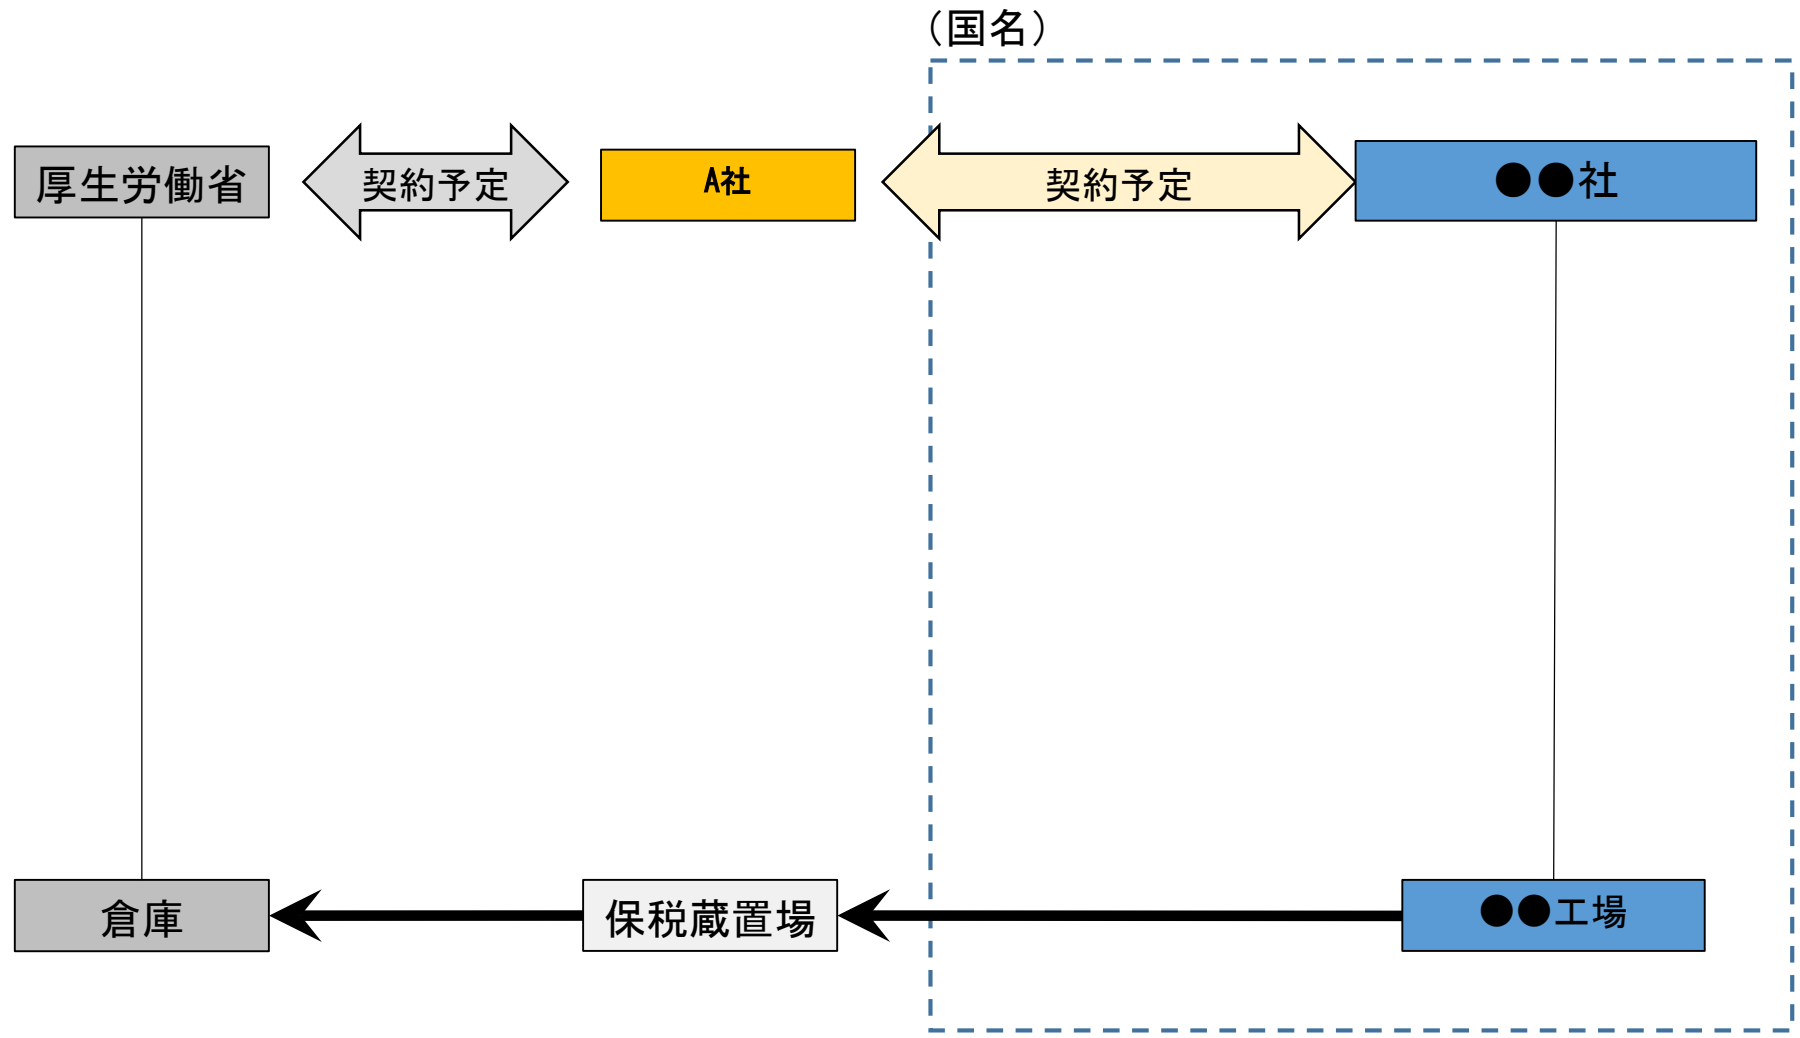 （国名）
厚生労働省
契約予定
A社
契約予定
●●社
倉庫
保税蔵置場
●●工場